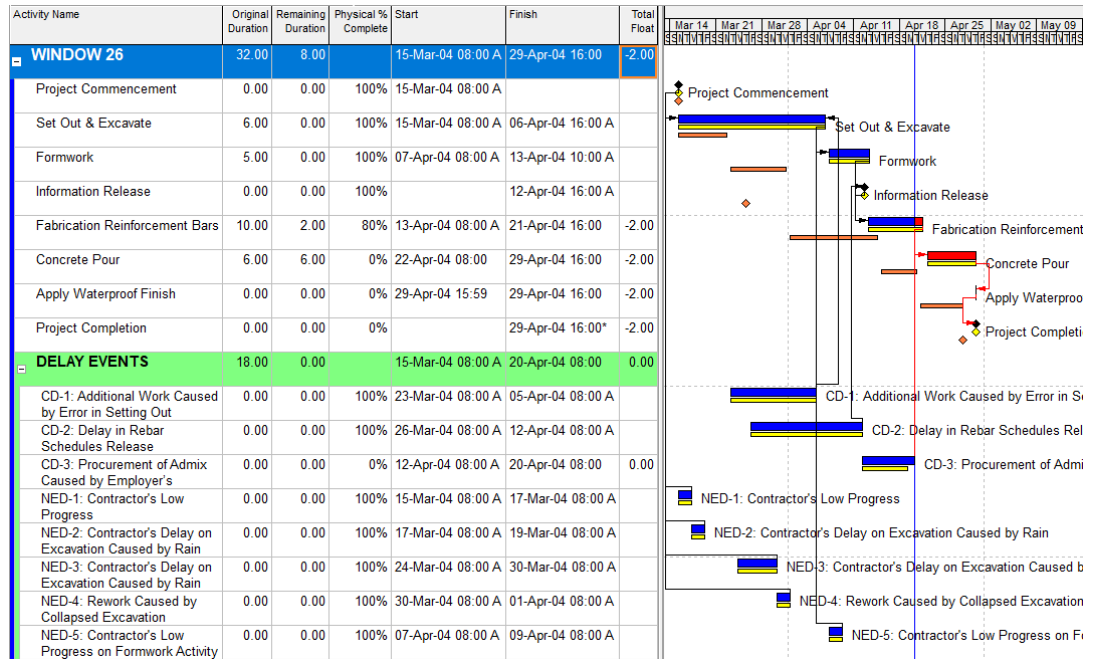 Activity Name Original Duration Remaining Duration Physical % Complete Start Finish Total Float
Mar 14 Mar 21 Mar 28 Apr 04 Apr 11 Apr 18 Apr 25 May 02 May 09
WINDOW 26 32.00 8.00 15-Mar-04 08:00 A 29-Apr-04 16:00 -2.00
Project Commencement 0.00 0.00 100% 15-Mar-04 08:00 A Project Commencement
Set Out & Excavate 6.00 0.00 100% 15-Mar-04 08:00 A 06-Apr-04 16:00 A Set Out & Excavate
Formwork 5.00 0.00 100% 07-Apr-04 08:00 A 13-Apr-04 10:00 A Formwork
Information Release 0.00 0.00 100% 12-Apr-04 16:00 A Information Release
Fabrication Reinforcement Bars 10.00 2.00 80% 13-Apr-04 08:00 A 21-Apr-04 16:00 -2.00 Fabrication Reinforcement
Concrete Pour 6.00 6.00 0% 22-Apr-04 08:00 29-Apr-04 16:00 -2.00 Concrete Pour
Apply Waterproof Finish 0.00 0.00 0% 29-Apr-04 15:59 29-Apr-04 16:00 -2.00 Apply Waterproo
Project Completion 0.00 0.00 0% 29-Apr-04 16:00* -2.00 Project Completi
DELAY EVENTS 18.00 0.00 15-Mar-04 08:00 A 20-Apr-04 08:00 0.00
CD-1: Additional Work Caused 0.00 0.00 100% 23-Mar-04 08:00 A 05-Apr-04 08:00 A CD-1: Additional Work Caused by Error in Se
by Error in Setting Out
CD-2: Delay in Rebar 0.00 0.00 100% 26-Mar-04 08:00 A 12-Apr-04 08:00 A CD-2: Delay in Rebar Schedules Rel
Schedules Release
CD-3: Procurement of Admix 0.00 0.00 0% 12-Apr-04 08:00 A 20-Apr-04 08:00 0.00 CD-3: Procurement of Admi
Caused by Employer's
NED-1: Contractor's Low 0.00 0.00 100% 15-Mar-04 08:00 A 17-Mar-04 08:00 A NED-1: Contractor's Low Progress
Progress
NED-2: Contractor's Delay on 0.00 0.00 100% 17-Mar-04 08:00 A 19-Mar-04 08:00 A NED-2: Contractor's Delay on Excavation Caused by Rain
Excavation Caused by Rain
NED-3: Contractor's Delay on 0.00 0.00 100% 24-Mar-04 08:00 A 30-Mar-04 08:00 A NED-3: Contractor's Delay on Excavation Caused b
Excavation Caused by Rain
NED-4: Rework Caused by 0.00 0.00 100% 30-Mar-04 08:00 A 01-Apr-04 08:00 A NED-4: Rework Caused by Collapsed Excavation
Collapsed Excavation
NED-5: Contractor's Low 0.00 0.00 100% 07-Apr-04 08:00 A 09-Apr-04 08:00 A NED-5: Contractor's Low Progress on Fo
Progress on Formwork Activity